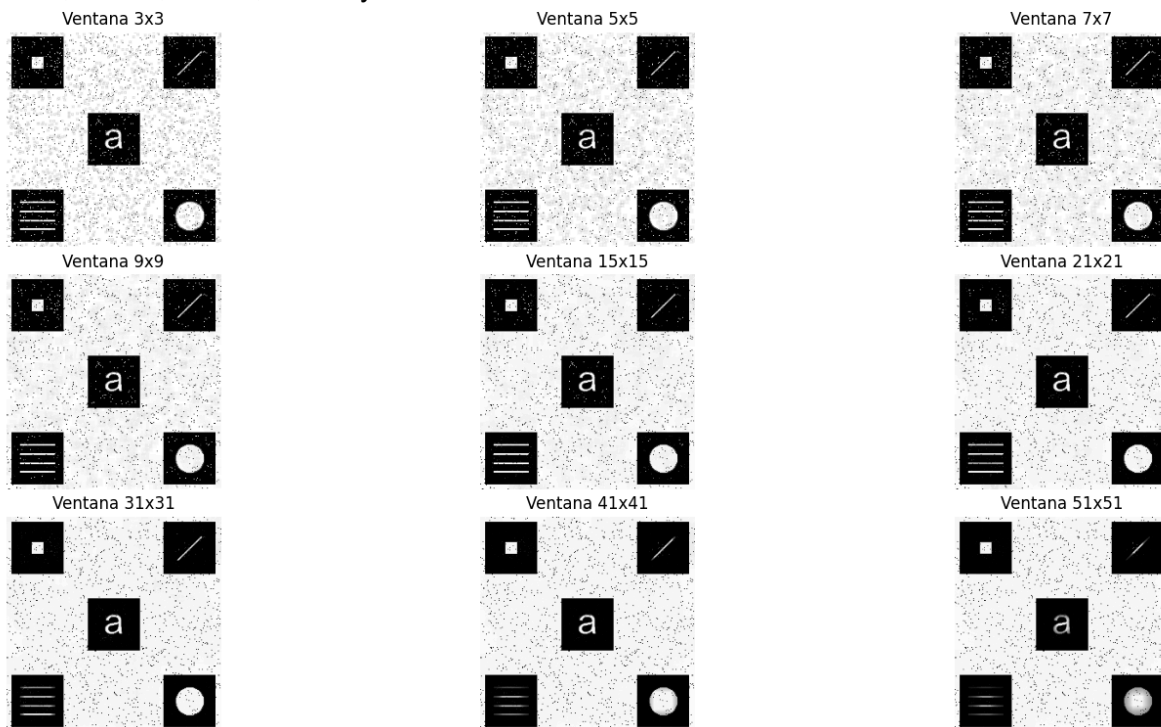 Ventana 3x3
Ventana 5x5
Ventana 7x7
a
a
a
Ventana 9x9
Ventana 15x15
Ventana 21x21
a
a
a
Ventana 31x31
Ventana 41x41
Ventana 51x51
a
a
a